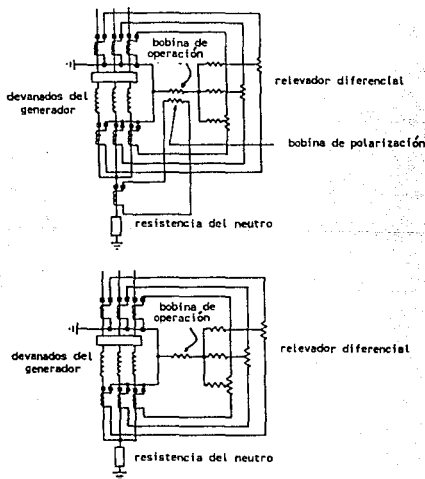 bobina de
operación
relevador diferencial
devanados del
generador
bobina de polarización
resistencia del neutro
bobina de
operación
devanados del
generador
relevador diferencial
resistencia del neutro